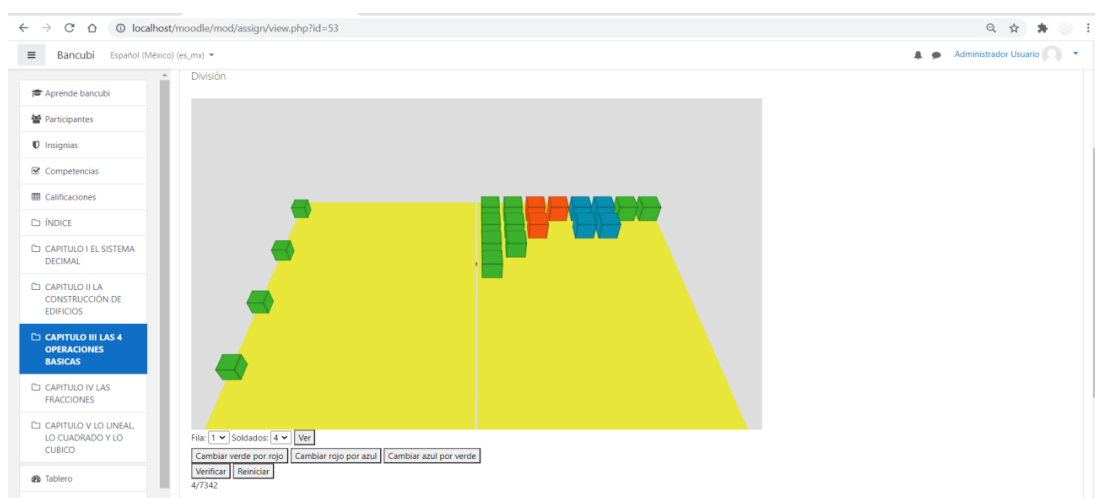 localhost/moodle/mod/assign/view.php?id=53
Bancubi Español (México) (es_mx)
Administrador Usuario
Aprende bancubi
Participantes
Insignias
Competencias
Calificaciones
ÍNDICE
CAPITULO I EL SISTEMA
DECIMAL
CAPITULO II LA
CONSTRUCCIÓN DE
EDIFICIOS
CAPITULO III LAS 4
OPERACIONES
BASICAS
CAPITULO IV LAS
FRACCIONES
CAPITULO V LO LINEAL,
LO CUADRADO Y LO
CUBICO
Tablero
División
Fila: 1 Soldados: 4 Ver
Cambiar verde por rojo Cambiar rojo por azul Cambiar azul por verde
Verificar Reiniciar
4/7342